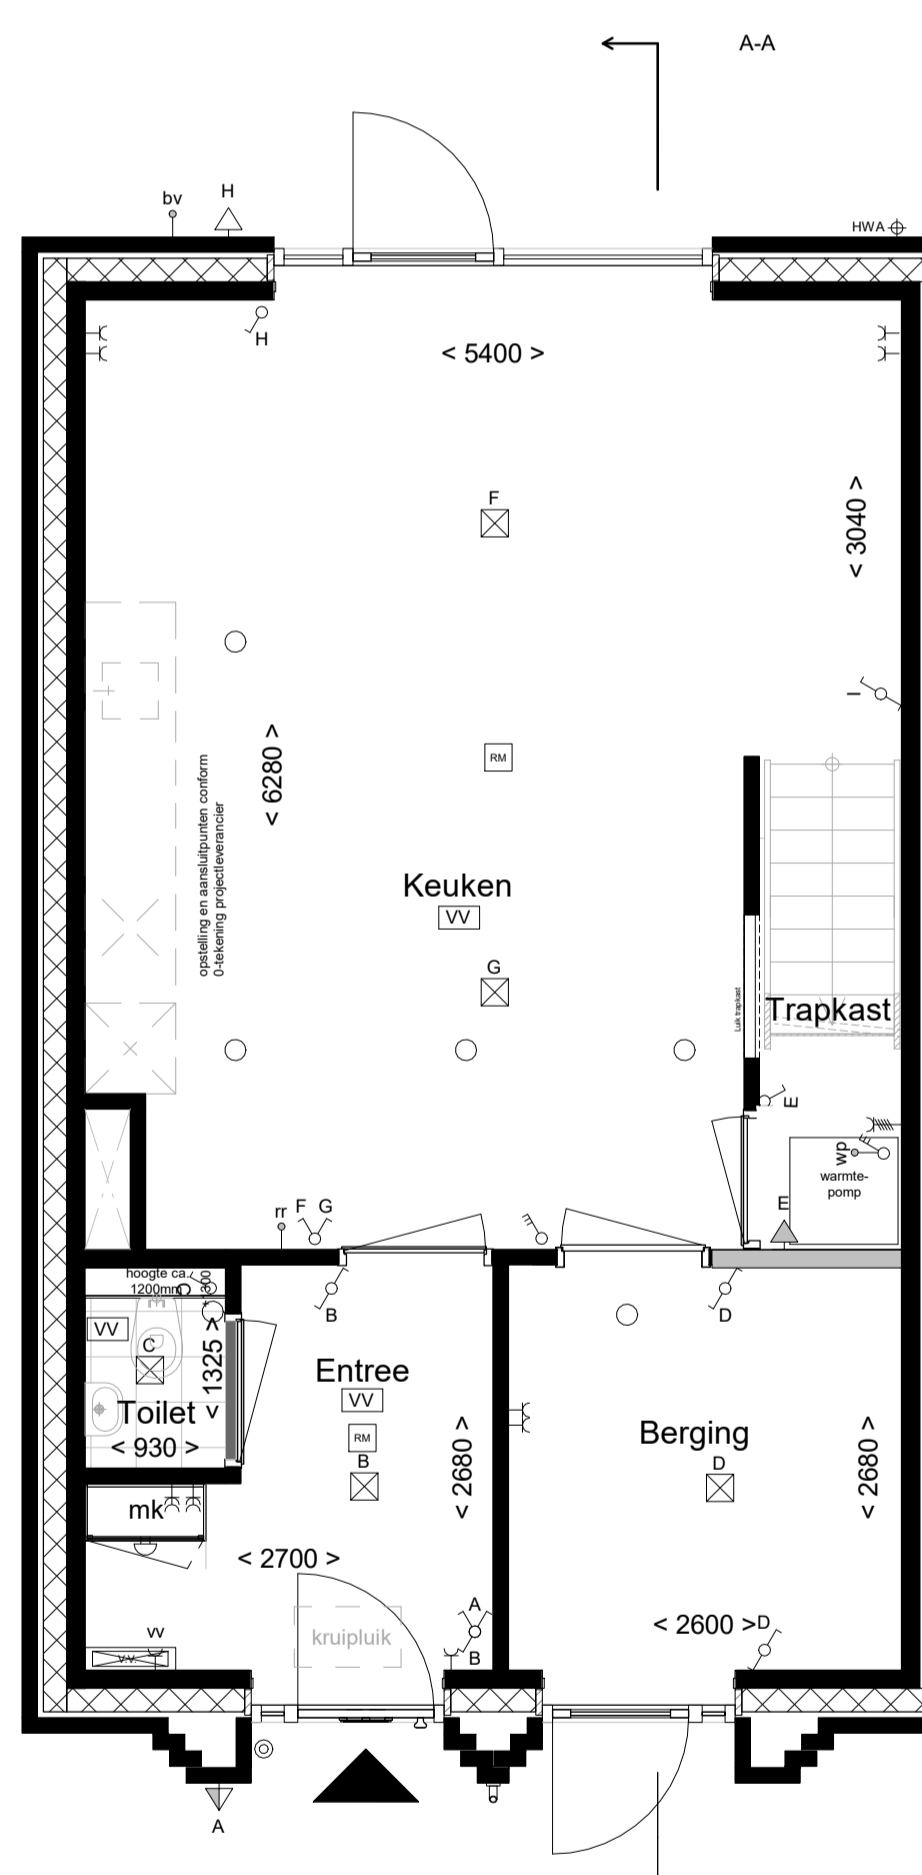 A-A
bv
H
HWA
H
< 5400 >
F
< 3040 >
I
RM
< 6280 >
opstelling en aansluitpunten conform
0-tekening projectleverancier
Keuken
VV
G
Luik trapkast
Trapkast
E
wp
warmte-
pomp
E
rr
F
G
hoogte ca.
1200mm
C
+1300
B
D
VV
C
< 1325 >
Toilet
< 930 >
Entree
VV
RM
B
< 2680 >
Berging
D
< 2680 >
mk
< 2700 >
A
B
kruipluik
< 2600 >
D
vv
V.V.
A